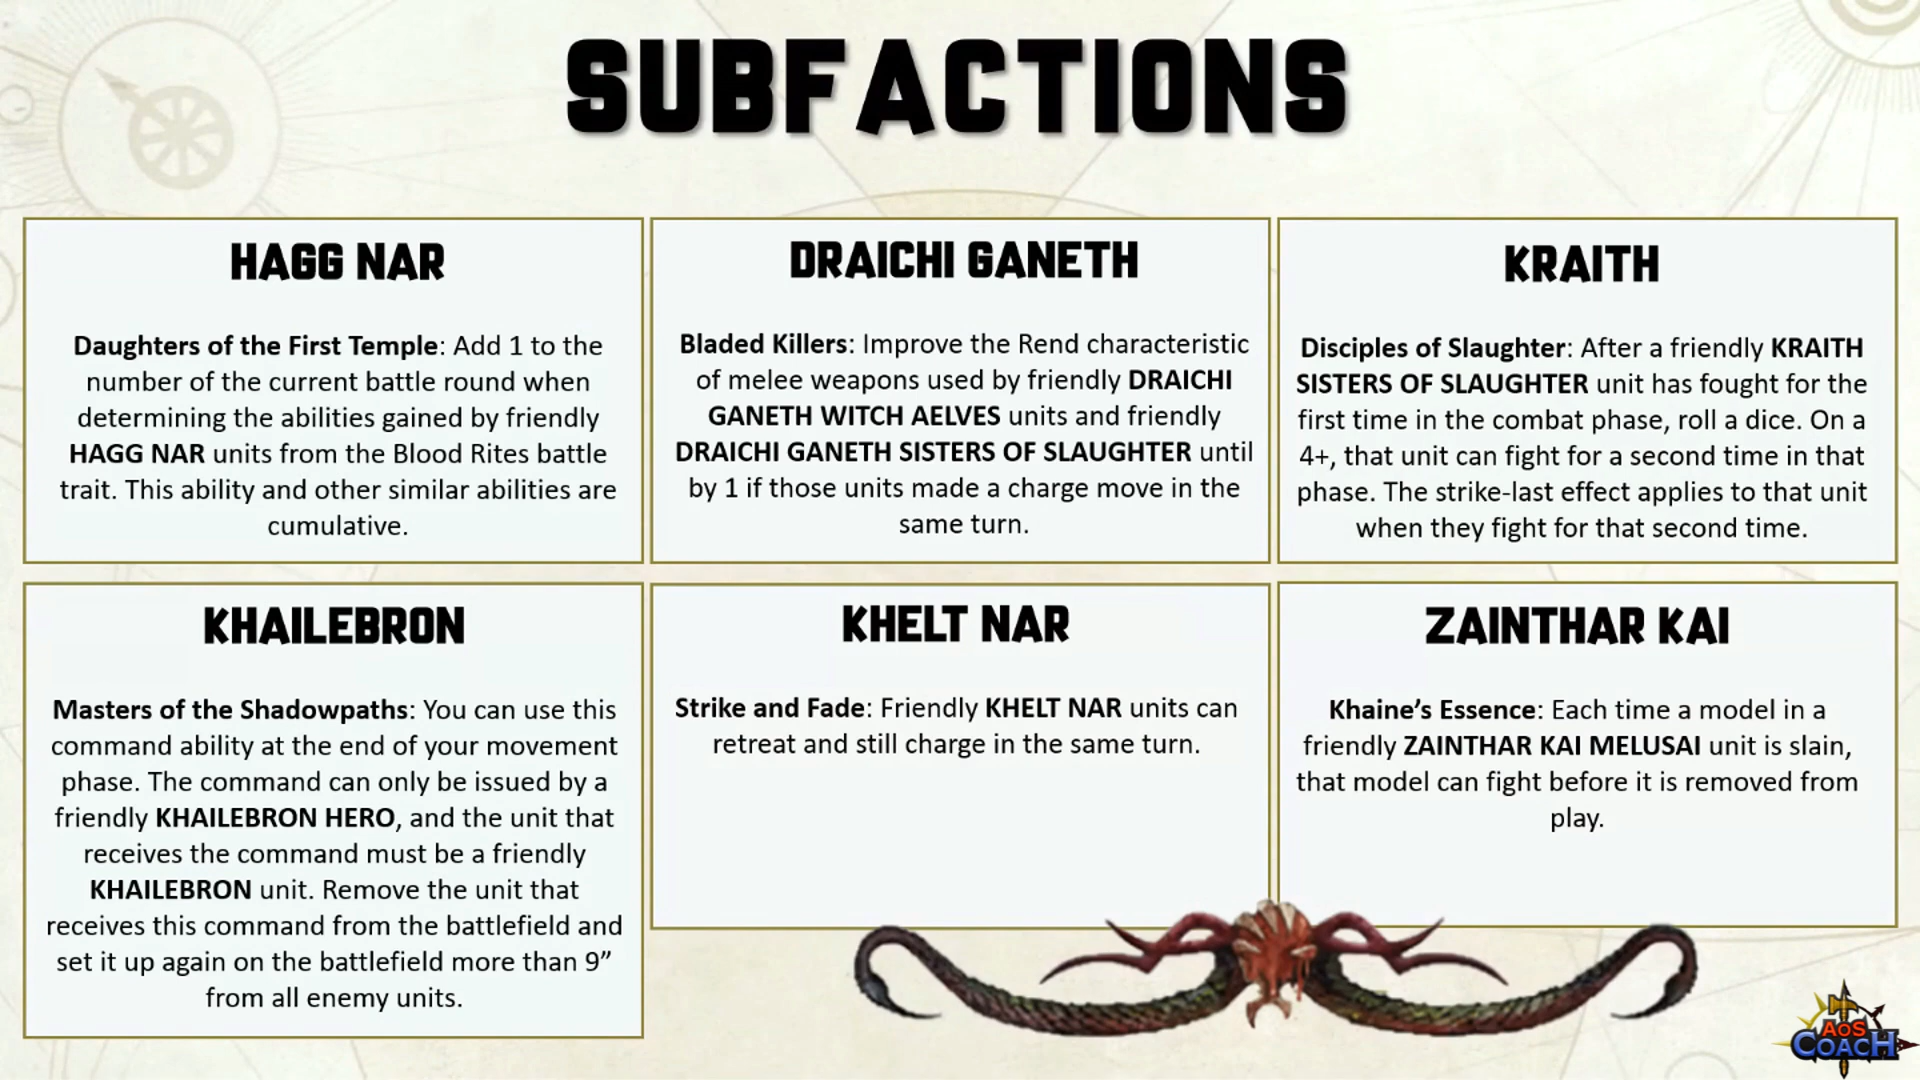 SUBFACTIONS
HAGG NAR
Daughters of the First Temple: Add 1 to the
number of the current battle round when
determining the abilities gained by friendly
HAGG NAR units from the Blood Rites battle
trait. This ability and other similar abilities are
cumulative.
DRAICHI GANETH
Bladed Killers: Improve the Rend characteristic
of melee weapons used by friendly DRAICHI
GANETH WITCH AELVES units and friendly
DRAICHI GANETH SISTERS OF SLAUGHTER until
by 1 if those units made a charge move in the
same turn.
KRAITH
Disciples of Slaughter: After a friendly KRAITH
SISTERS OF SLAUGHTER unit has fought for the
first time in the combat phase, roll a dice. On a
4+, that unit can fight for a second time in that
phase. The strike-last effect applies to that unit
when they fight for that second time.
KHAILEBRON
Masters of the Shadowpaths: You can use this
command ability at the end of your movement
phase. The command can only be issued by a
friendly KHAILEBRON HERO, and the unit that
receives the command must be a friendly
KHAILEBRON unit. Remove the unit that
receives this command from the battlefield and
set it up again on the battlefield more than 9”
from all enemy units.
KHELT NAR
Strike and Fade: Friendly KHELT NAR units can
retreat and still charge in the same turn.
ZAINTHAR KAI
Khaine’s Essence: Each time a model in a
friendly ZAINTHAR KAI MELUSAI unit is slain,
that model can fight before it is removed from
play.
AoS
COACH